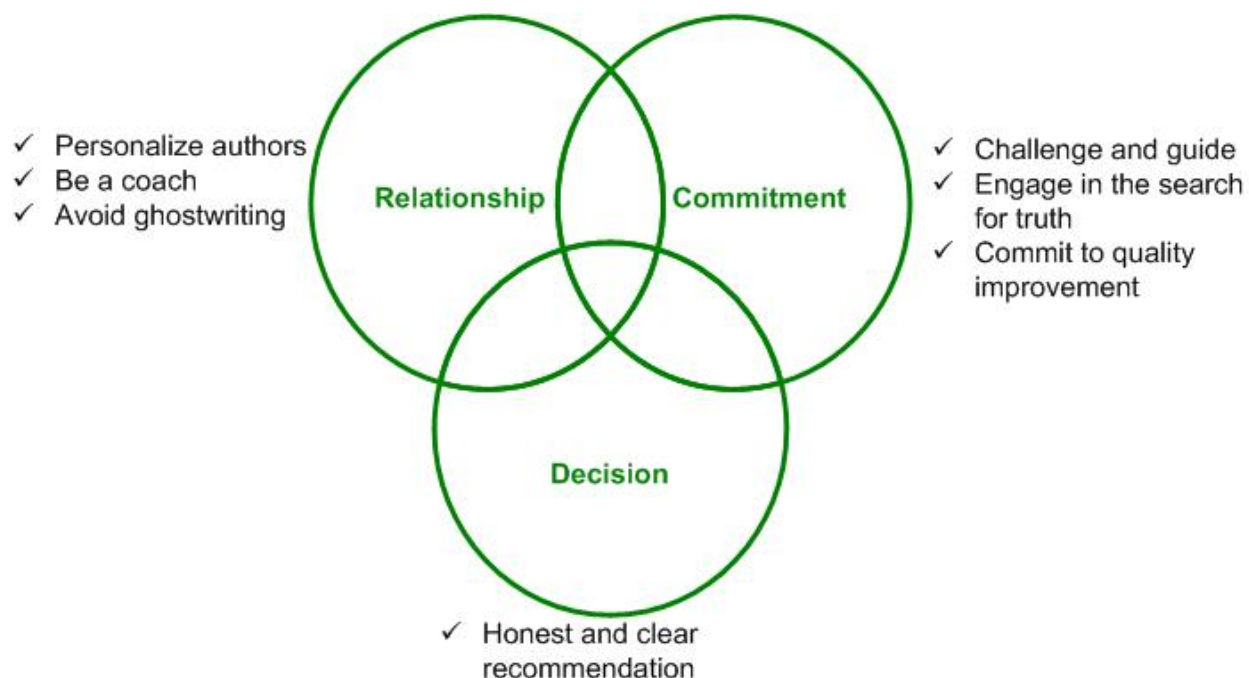 ✓ Personalize authors
✓ Be a coach
✓ Avoid ghostwriting
Relationship
Commitment
✓ Challenge and guide
✓ Engage in the search
for truth
✓ Commit to quality
improvement
Decision
✓ Honest and clear
recommendation